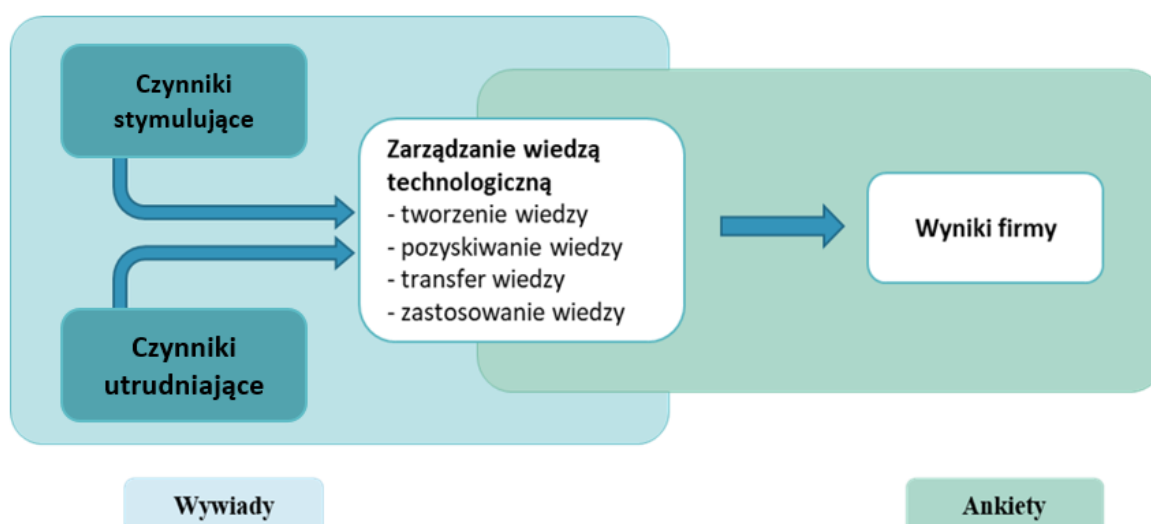 Czynniki
stymulujące
Zarządzanie wiedzą
technologiczną
- tworzenie wiedzy
- pozyskiwanie wiedzy
- transfer wiedzy
- zastosowanie wiedzy
Wyniki firmy
Czynniki
utrudniające
Wywiady
Ankiety